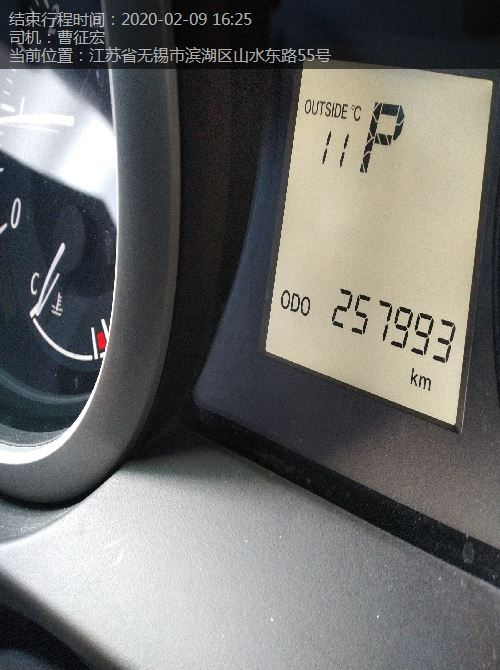 结束行程时间：2020-02-09 16:25
司机：曹征宏
当前位置：江苏省无锡市滨湖区山水东路55号
OUTSIDE °C P
11
0
C
H
ODO 257993
km